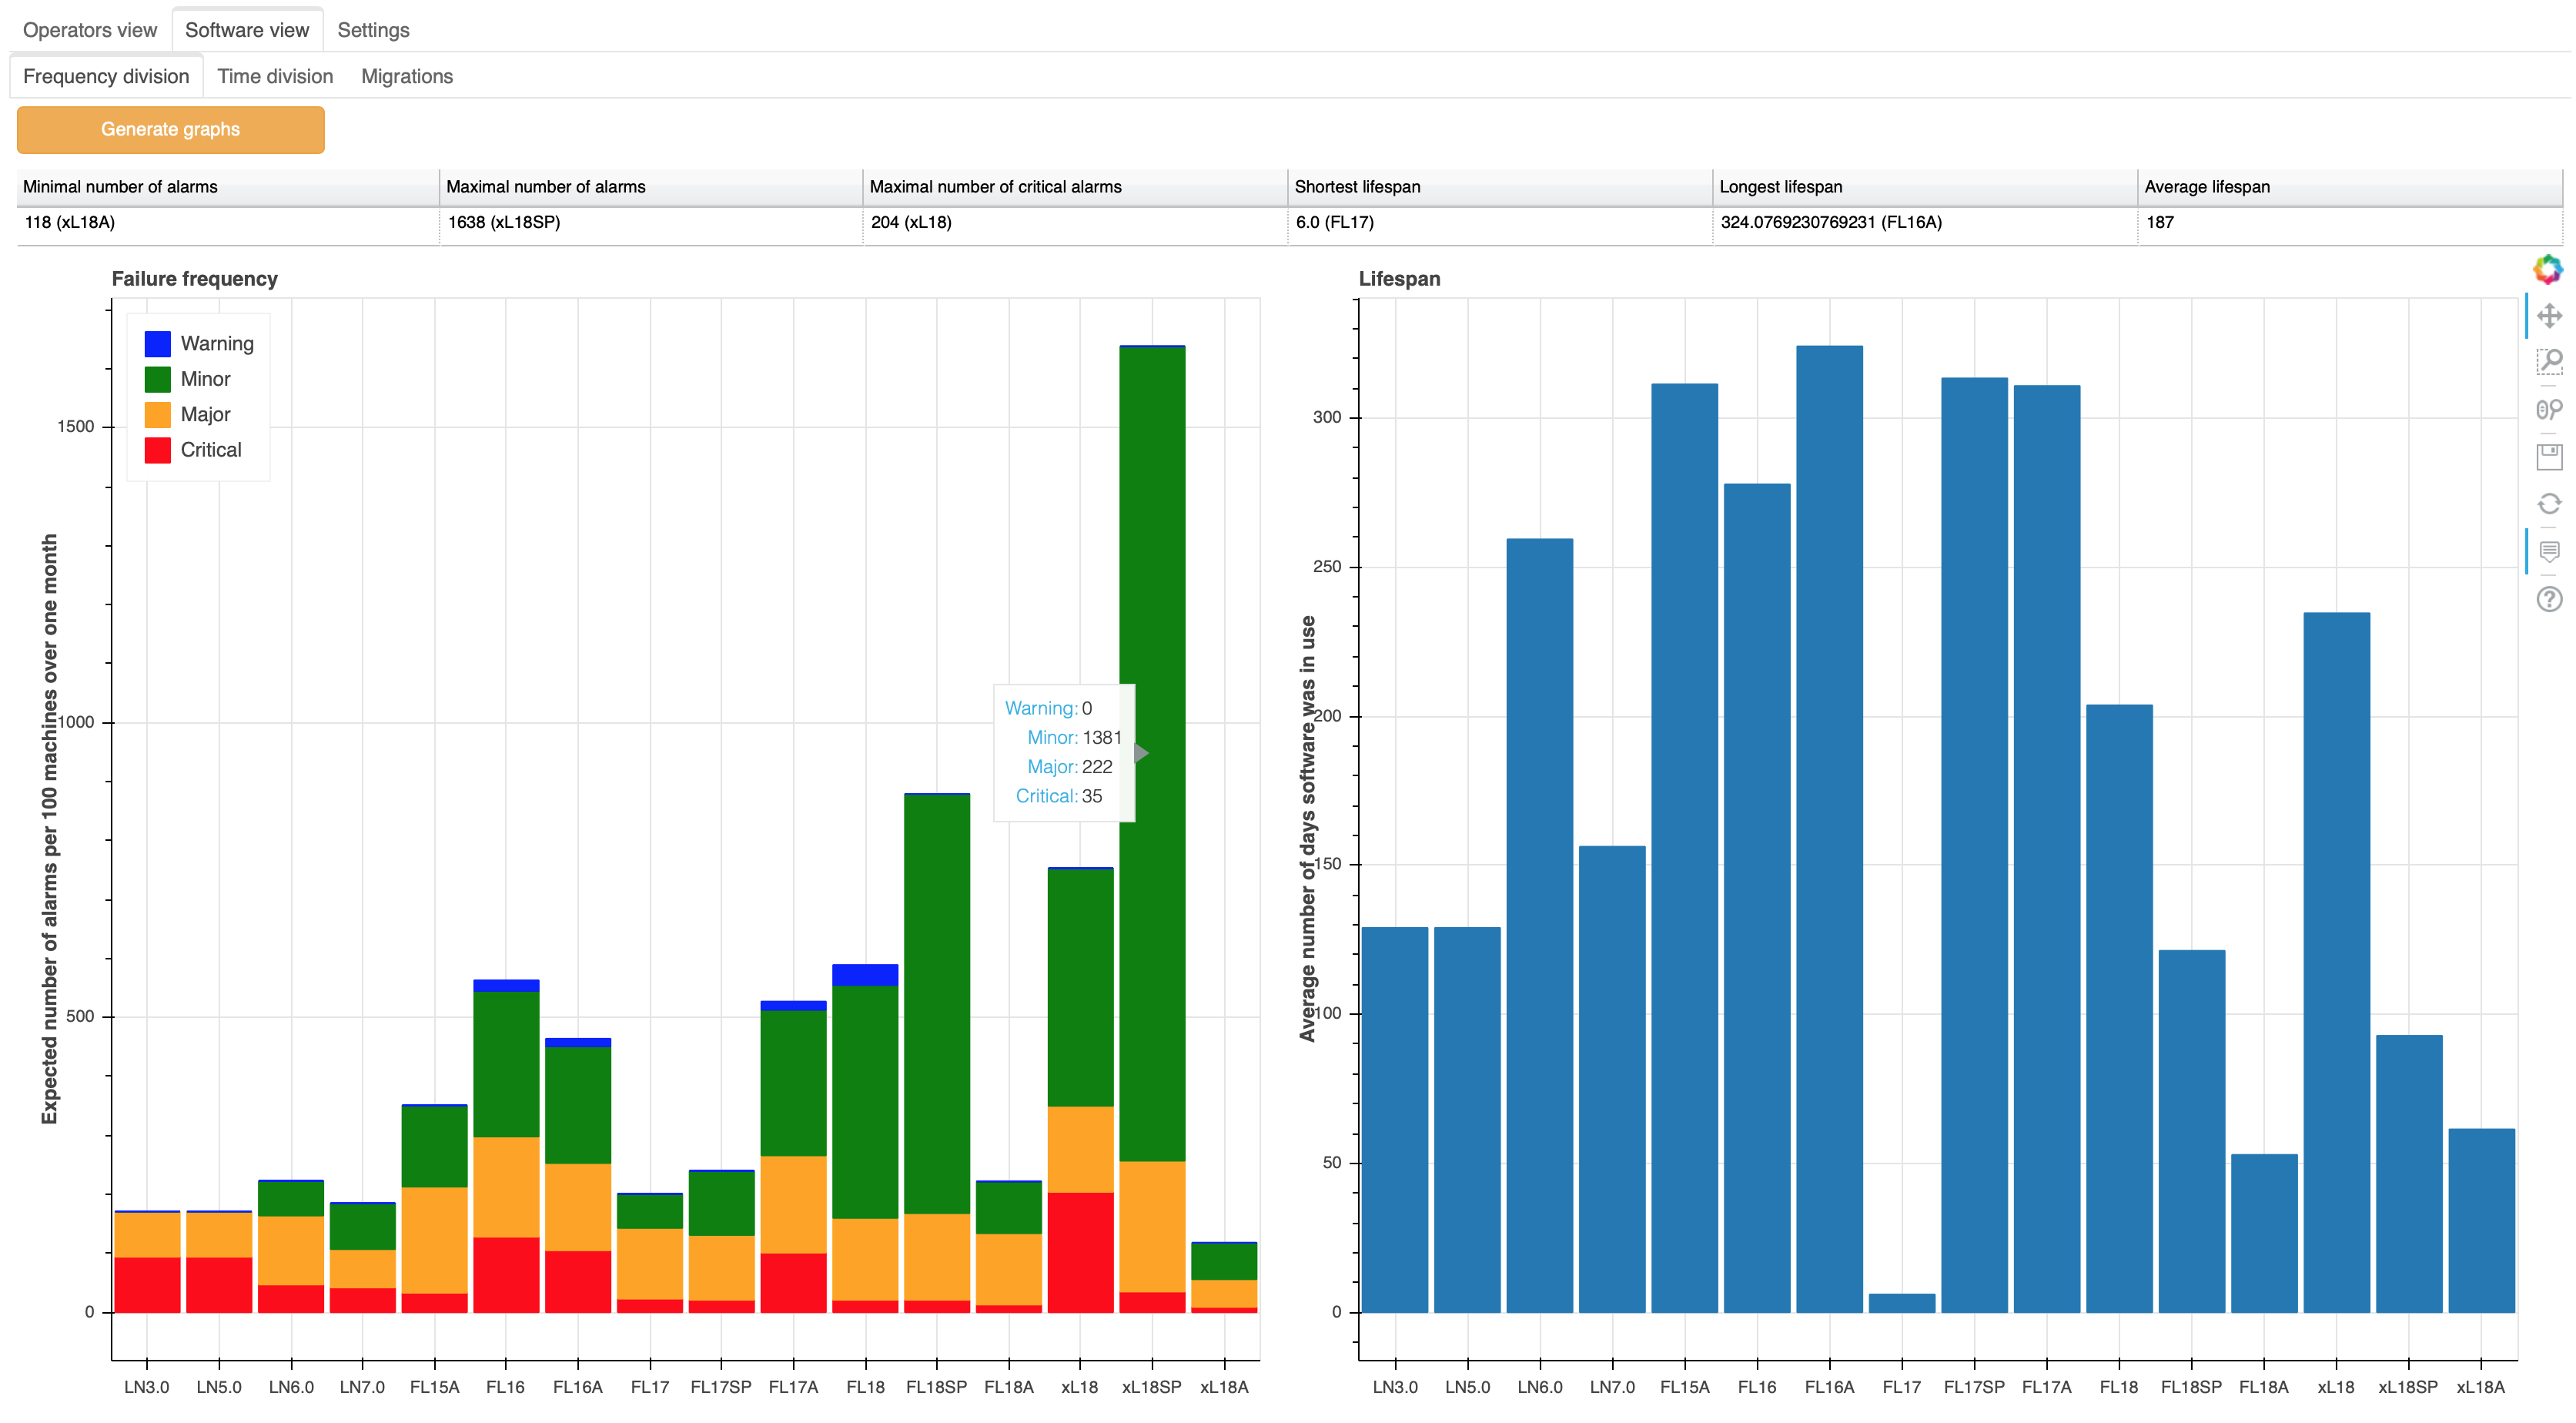 Operators view Software view Settings
Frequency division Time division Migrations
Generate graphs
Minimal number of alarms Maximal number of alarms Maximal number of critical alarms Shortest lifespan Longest lifespan Average lifespan
118 (xL18A) 1638 (xL18SP) 204 (xL18) 6.0 (FL17) 324.0769230769231 (FL16A) 187
Failure frequency
Expected number of alarms per 100 machines over one month
1500
1000
500
0
Warning
Minor
Major
Critical
Warning: 0
Minor: 1381
Major: 222
Critical: 35
LN3.0 LN5.0 LN6.0 LN7.0 FL15A FL16 FL16A FL17 FL17SP FL17A FL18 FL18SP FL18A xL18 xL18SP xL18A
Lifespan
Average number of days software was in use
300
250
200
150
100
50
0
LN3.0 LN5.0 LN6.0 LN7.0 FL15A FL16 FL16A FL17 FL17SP FL17A FL18 FL18SP FL18A xL18 xL18SP xL18A